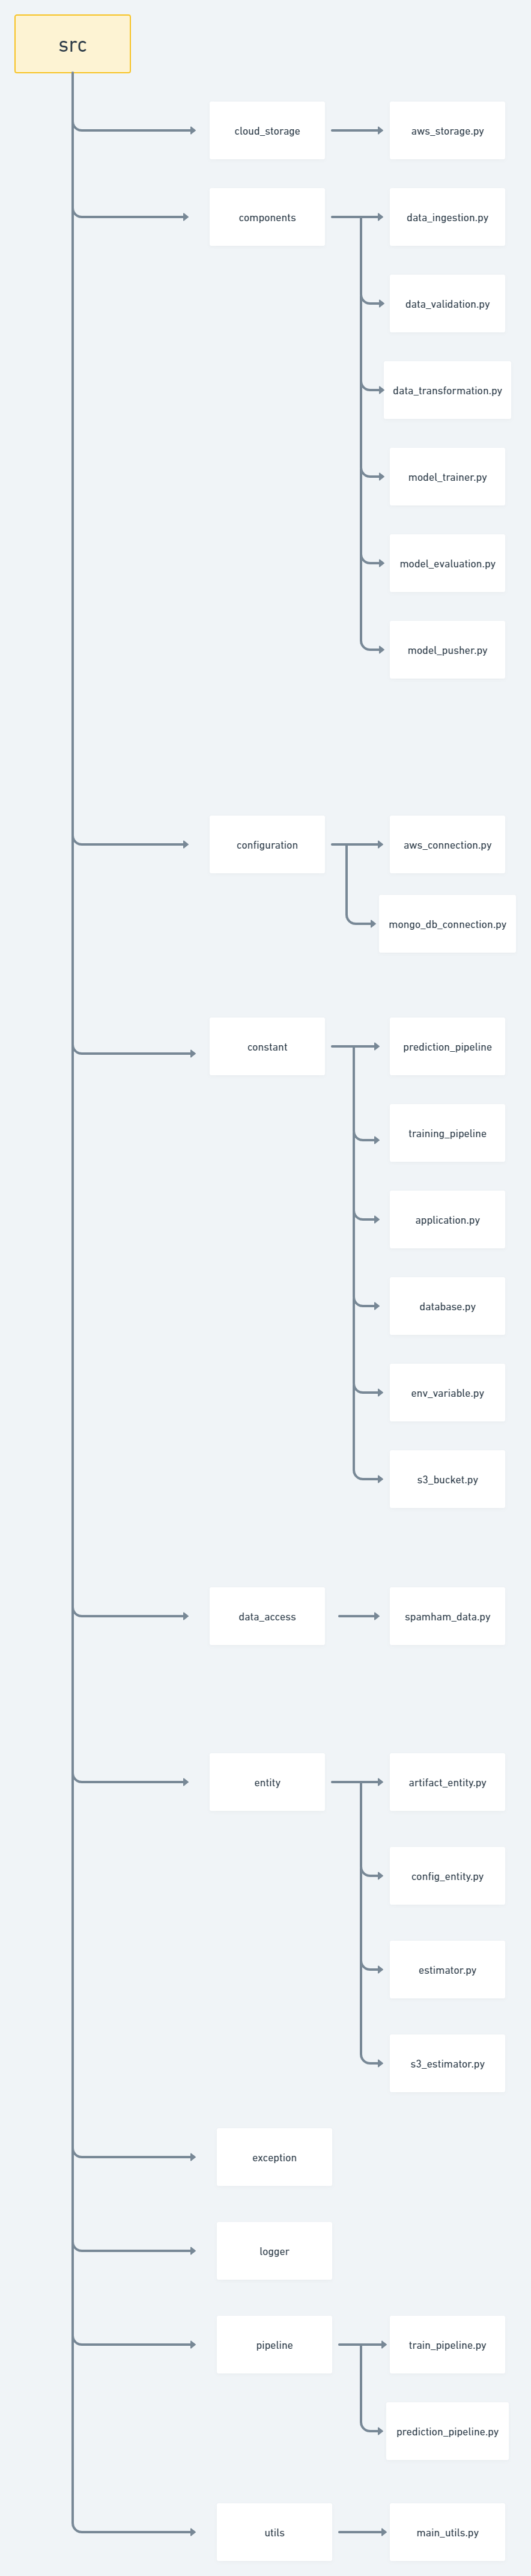 src
cloud_storage
aws_storage.py
components
data_ingestion.py
data_validation.py
data_transformation.py
model_trainer.py
model_evaluation.py
model_pusher.py
configuration
aws_connection.py
mongo_db_connection.py
constant
prediction_pipeline
training_pipeline
application.py
database.py
env_variable.py
s3_bucket.py
data_access
spamham_data.py
entity
artifact_entity.py
config_entity.py
estimator.py
s3_estimator.py
exception
logger
pipeline
train_pipeline.py
prediction_pipeline.py
utils
main_utils.py